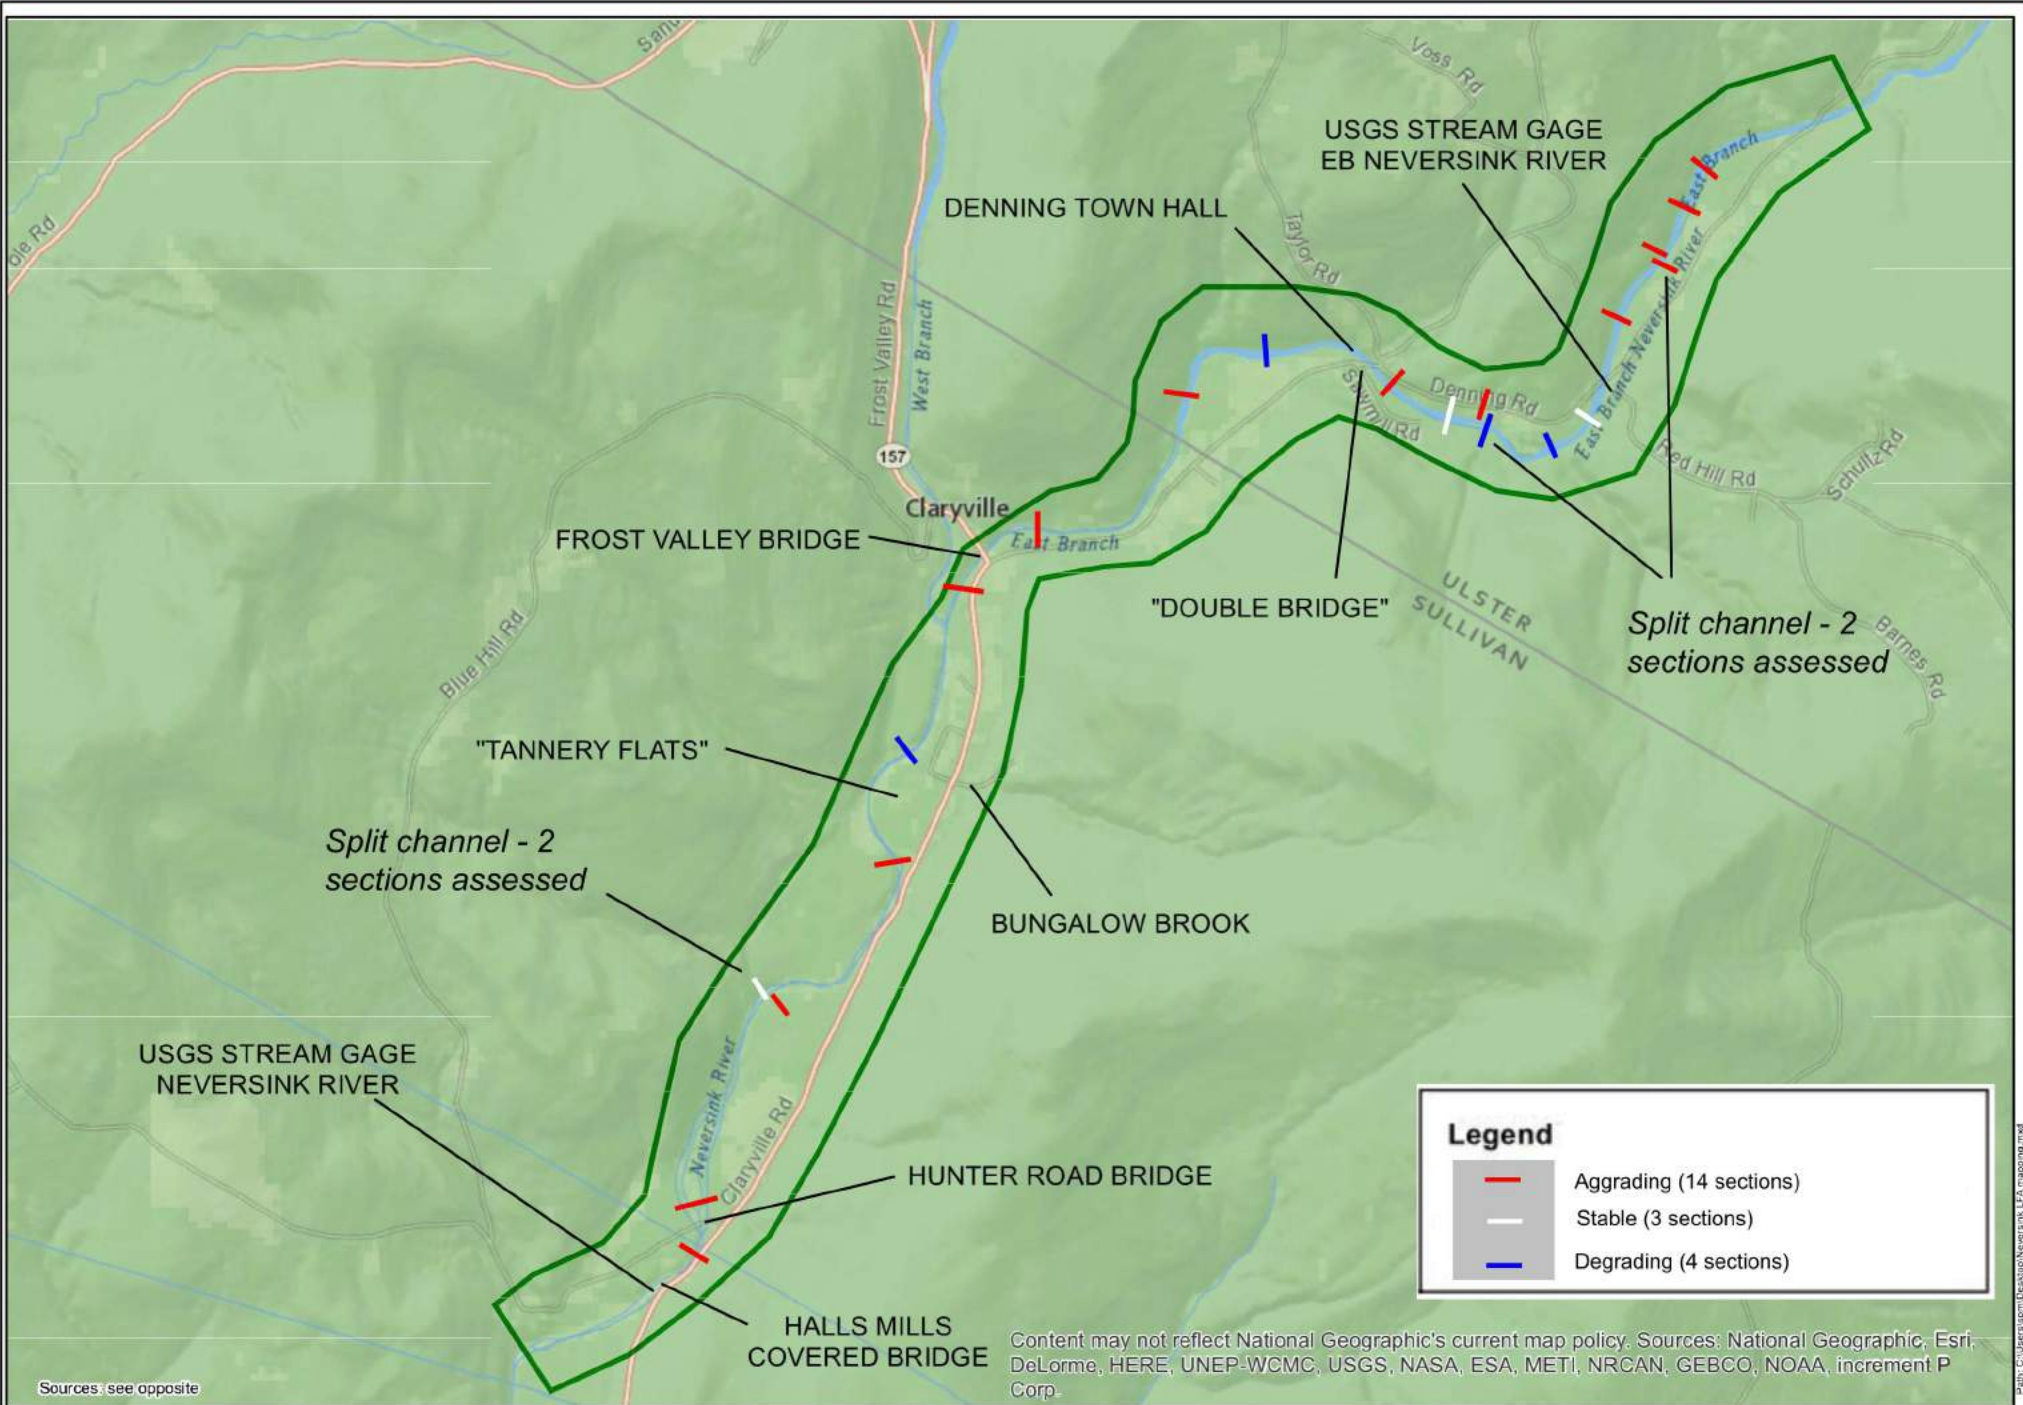 Sand
Voss Rd
ole Rd
USGS STREAM GAGE
EB NEVERSINK RIVER
East Branch
DENNING TOWN HALL
Taylor Rd
Frost Valley Rd
West Branch
East Branch Neversink River
Denning Rd
Sawmill Rd
157
Red Hill Rd
Schultz Rd
Claryville
FROST VALLEY BRIDGE
East Branch
"DOUBLE BRIDGE"
ULSTER
SULLIVAN
Split channel - 2
sections assessed
Barnes Rd
Blue Hill Rd
"TANNERY FLATS"
Split channel - 2
sections assessed
BUNGALOW BROOK
USGS STREAM GAGE
NEVERSINK RIVER
Neversink River
Claryville Rd
HUNTER ROAD BRIDGE
Legend
Aggrading (14 sections)
Stable (3 sections)
Degrading (4 sections)
HALLS MILLS
COVERED BRIDGE
Content may not reflect National Geographic's current map policy. Sources: National Geographic, Esri,
DeLorme, HERE, UNEP-WCMC, USGS, NASA, ESA, METI, NRCAN, GEBCO, NOAA, increment P
Corp.
Sources: see opposite